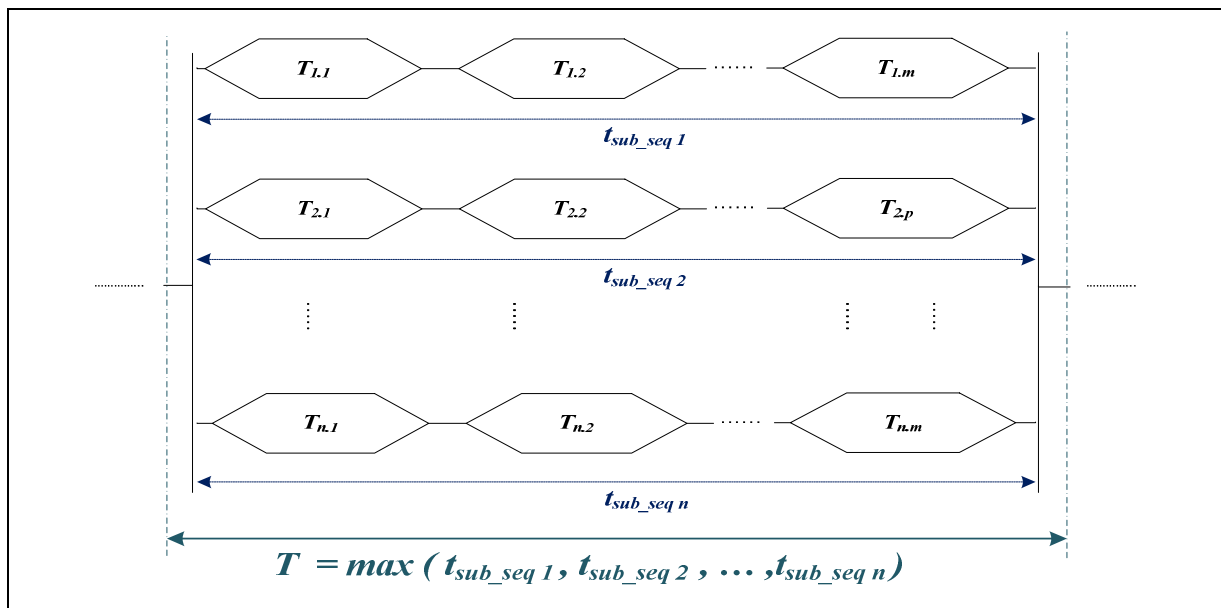 T1.1 T1.2 ...... T1.m
tsub_seq 1
T2.1 T2.2 ...... T2.p
tsub_seq 2
Tn.1 Tn.2 ...... Tn.m
tsub_seq n
T = max ( tsub_seq 1 , tsub_seq 2 , … ,tsub_seq n)